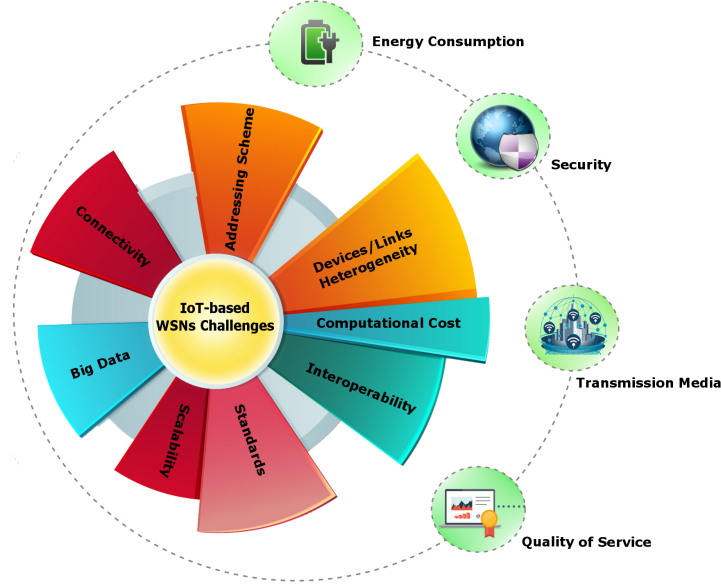 Energy Consumption
Security
Addressing Scheme
Connectivity
Devices/Links
Heterogeneity
IoT-based
WSNs Challenges
Computational Cost
Big Data
Interoperability
Transmission Media
Scalability
Standards
Quality of Service